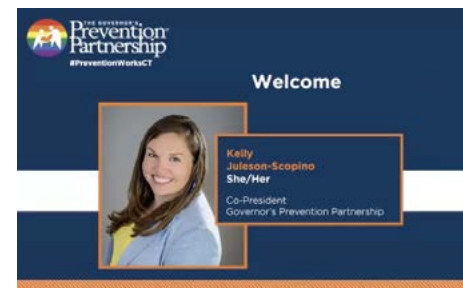 THE GOVERNOR'S
Prevention
Partnership
#PreventionWorksCT
Welcome
Kelly
Juleson-Scopino
She/Her
Co-President
Governor's Prevention Partnership